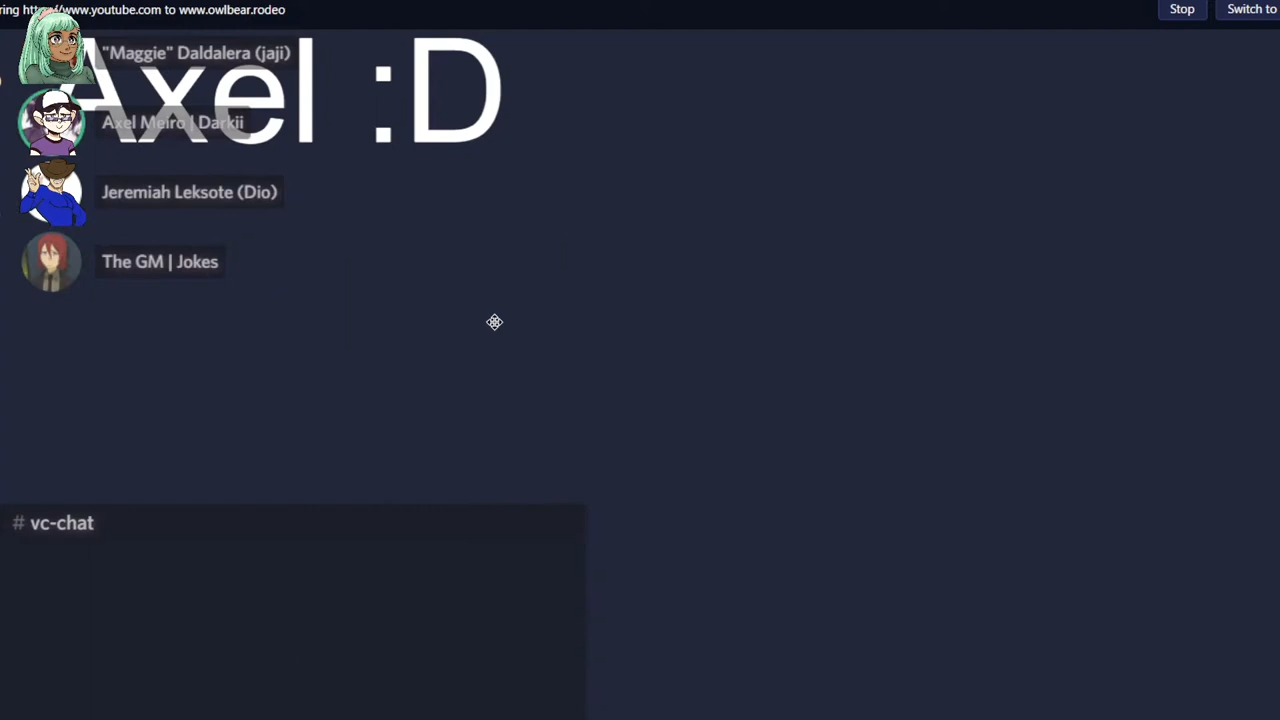 ring https://www.youtube.com to www.owlbear.rodeo
Stop
Switch to
"Maggie" Daldalera (jaji)
Axel :D
Axel Meiro | Darkii
Jeremiah Leksote (Dio)
The GM | Jokes
# vc-chat